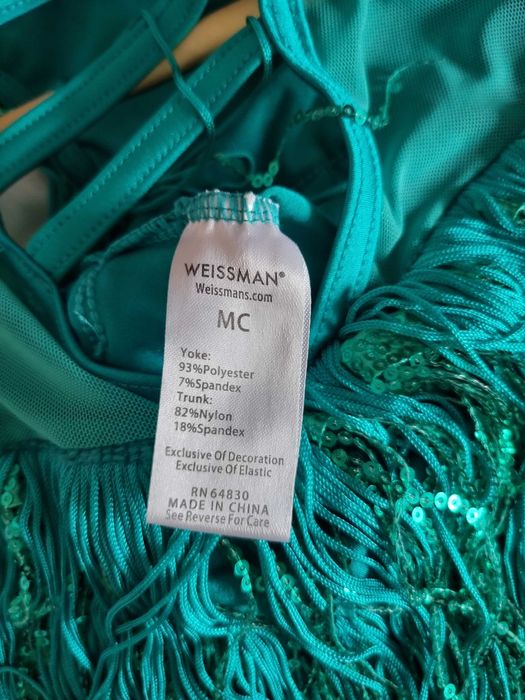 WEISSMAN®
Weissmans.com
MC
Yoke:
93%Polyester
7%Spandex
Trunk:
82%Nylon
18%Spandex
Exclusive Of Decoration
Exclusive Of Elastic
RN 64830
MADE IN CHINA
See Reverse For Care